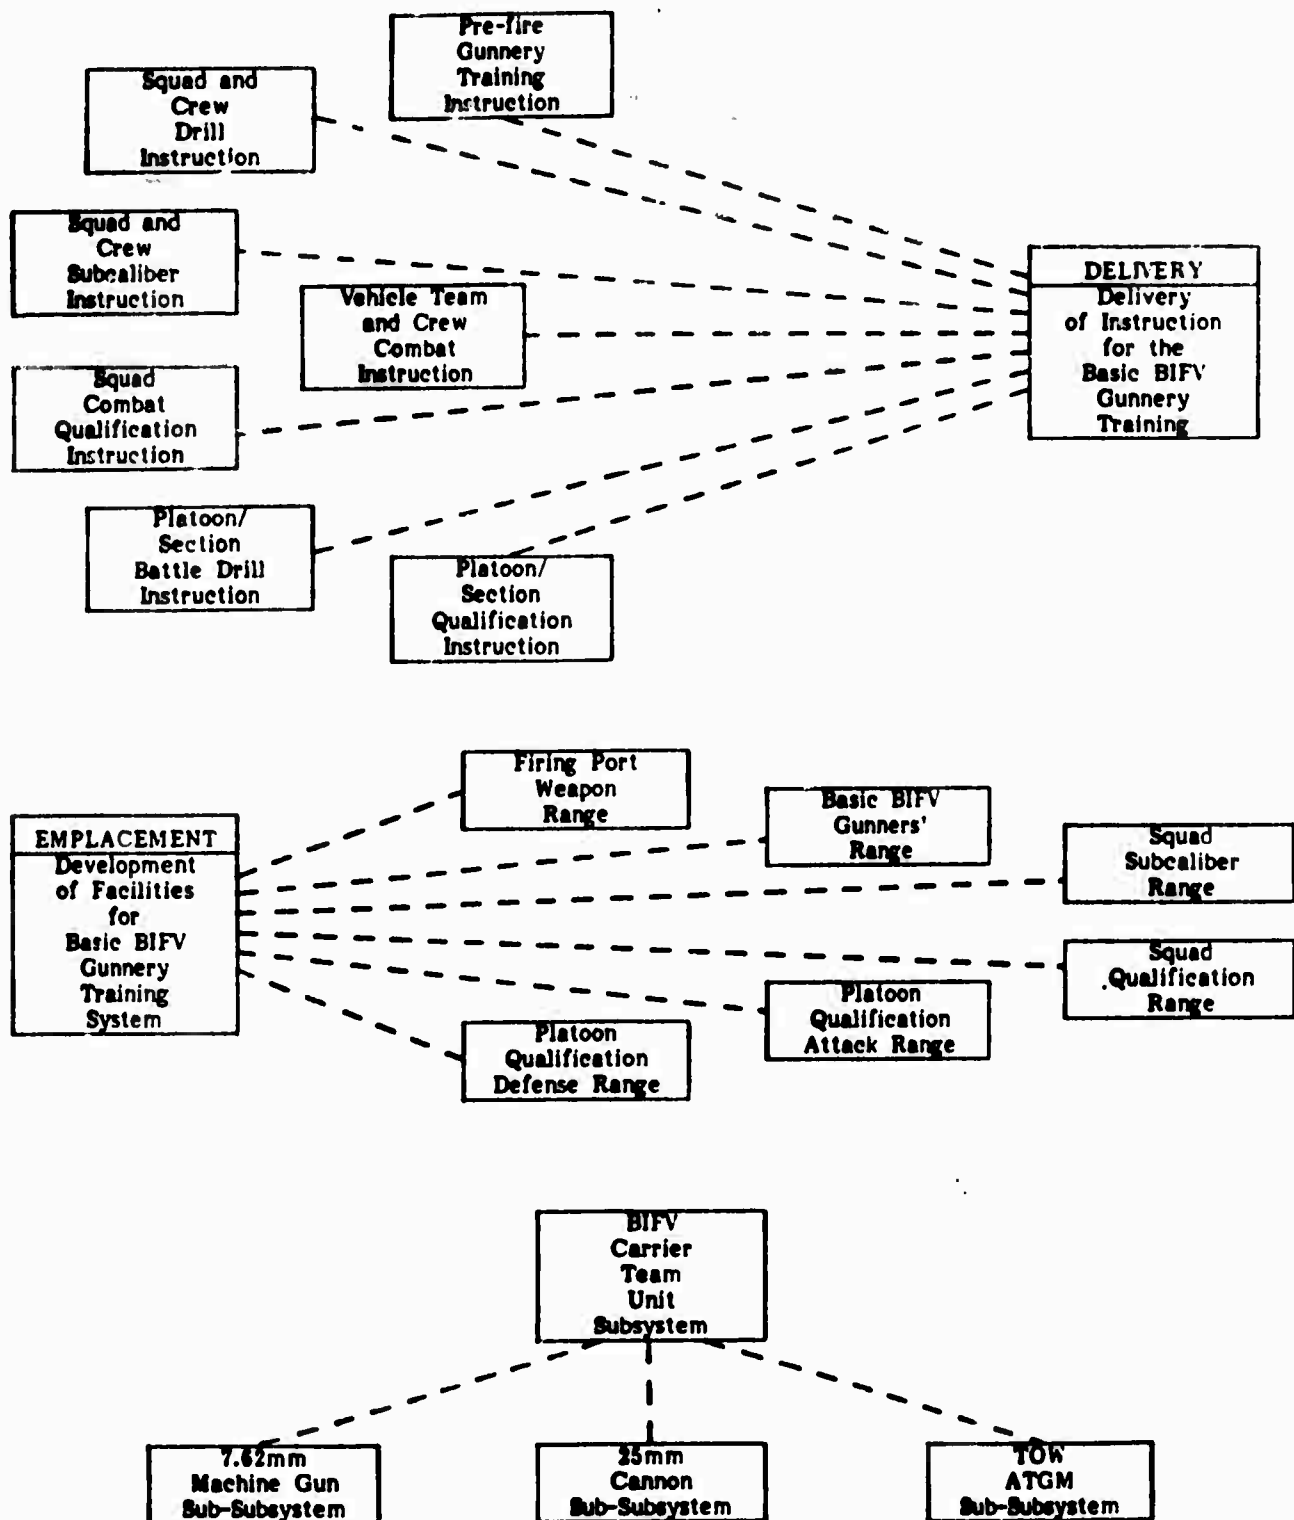 Pre-fire
Gunnery
Training
Instruction
Squad and
Crew
Drill
Instruction
Squad and
Crew
Subcaliber
Instruction
Vehicle Team
and Crew
Combat
Instruction
Squad
Combat
Qualification
Instruction
Platoon/
Section
Battle Drill
Instruction
Platoon/
Section
Qualification
Instruction
DELIVERY
Delivery
of Instruction
for the
Basic BIFV
Gunnery
Training
EMPLACEMENT
Development
of Facilities
for
Basic BIFV
Gunnery
Training
System
Firing Port
Weapon
Range
Basic BIFV
Gunners'
Range
Squad
Subcaliber
Range
Squad
Qualification
Range
Platoon
Qualification
Attack Range
Platoon
Qualification
Defense Range
BIFV
Carrier
Team
Unit
Subsystem
7.62mm
Machine Gun
Sub-Subsystem
25mm
Cannon
Sub-Subsystem
TOW
ATGM
Sub-Subsystem